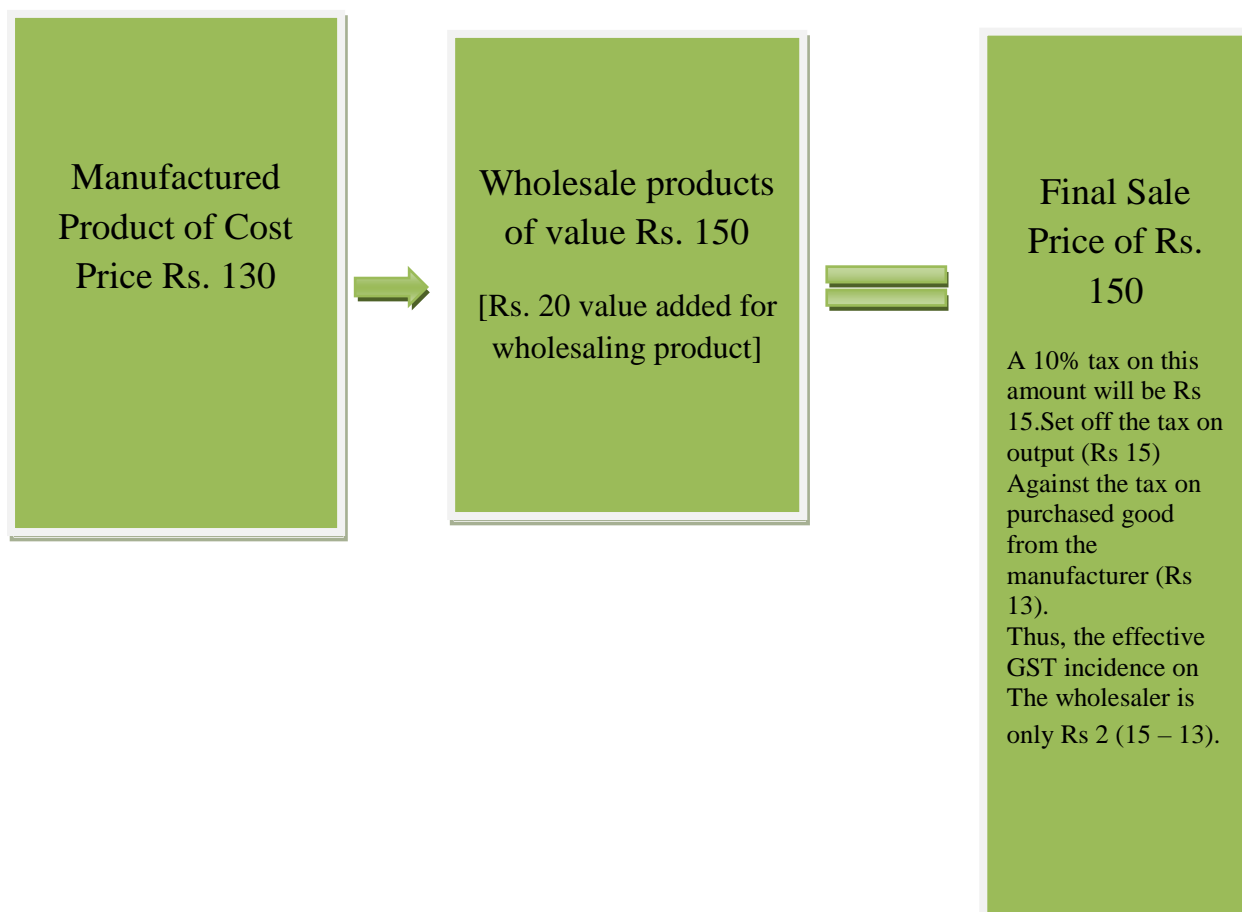 Manufactured
Product of Cost
Price Rs. 130
Wholesale products
of value Rs. 150
[Rs. 20 value added for
wholesaling product]
Final Sale
Price of Rs.
150
A 10% tax on this
amount will be Rs
15.Set off the tax on
output (Rs 15)
Against the tax on
purchased good
from the
manufacturer (Rs
13).
Thus, the effective
GST incidence on
The wholesaler is
only Rs 2 (15 – 13).